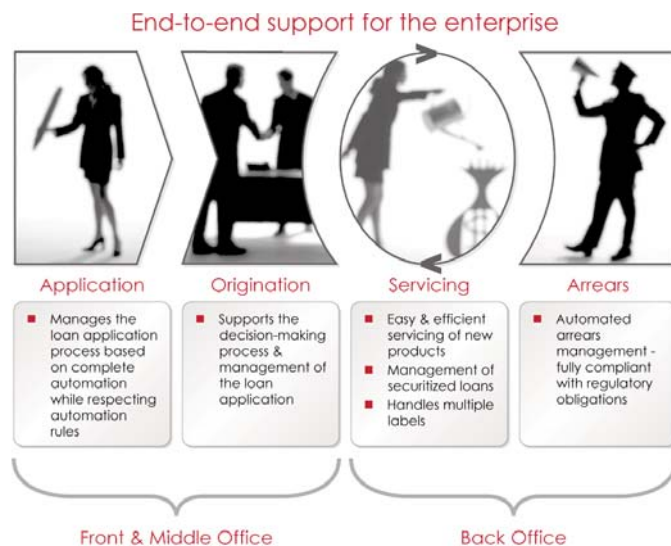 End-to-end support for the enterprise
Application
Manages the
loan application
process based
on complete
automation
while respecting
automation
rules
Origination
Supports the
decision-making
process &
management of
the loan
application
Servicing
Easy & efficient
servicing of new
products
Management of
securitized loans
Handles multiple
labels
Arrears
Automated
arrears
management -
fully compliant
with regulatory
obligations
Front & Middle Office
Back Office